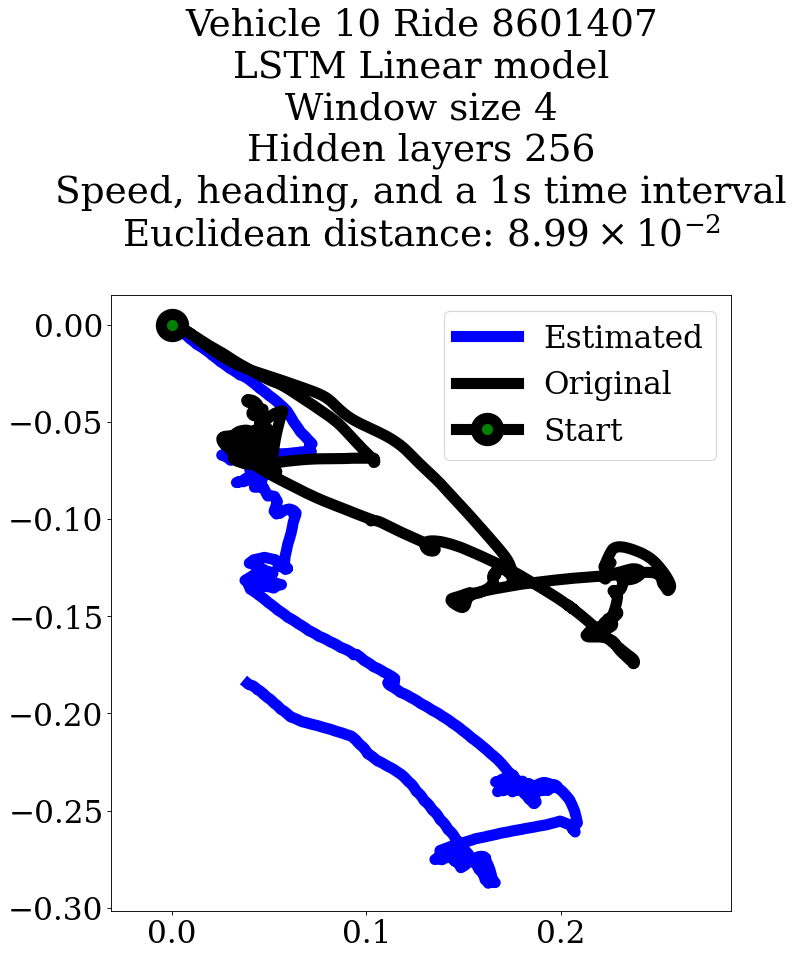 Vehicle 10 Ride 8601407
LSTM Linear model
Window size 4
Hidden layers 256
Speed, heading, and a 1s time interval
Euclidean distance: 8.99 × 10⁻²
Estimated
Original
Start
0.00
−0.05
−0.10
−0.15
−0.20
−0.25
−0.30
0.0
0.1
0.2